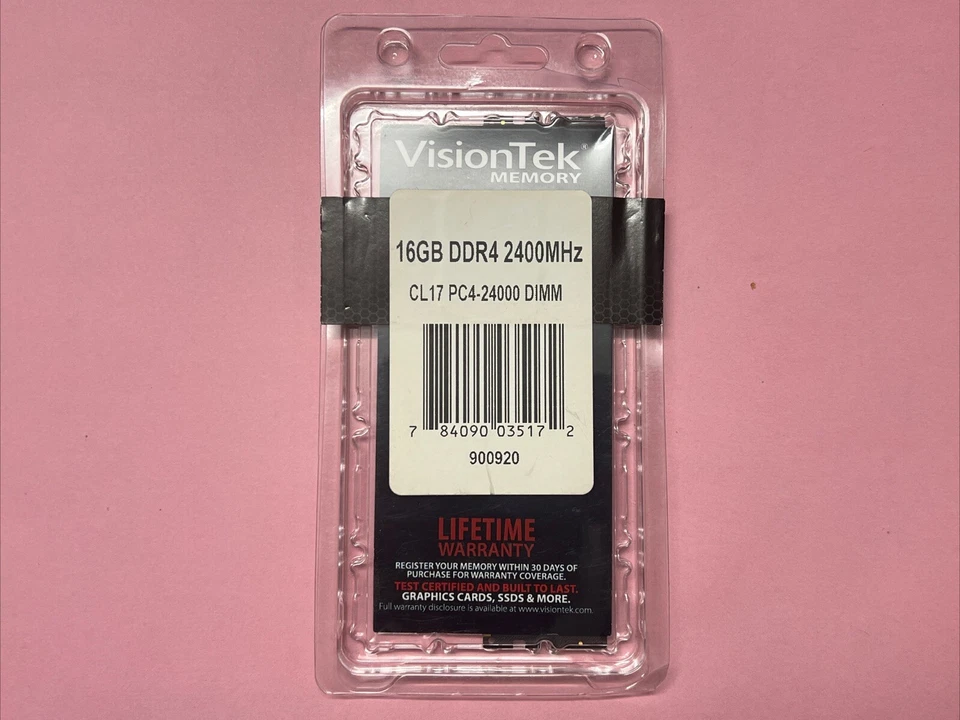 VisionTek®
MEMORY
16GB DDR4 2400MHz
CL17 PC4-24000 DIMM
7 84090 03517 2
900920
LIFETIME
WARRANTY
REGISTER YOUR MEMORY WITHIN 30 DAYS OF
PURCHASE FOR WARRANTY COVERAGE.
TEST CERTIFIED AND BUILT TO LAST.
GRAPHICS CARDS, SSDS & MORE.
Full warranty disclosure is available at www.visiontek.com.